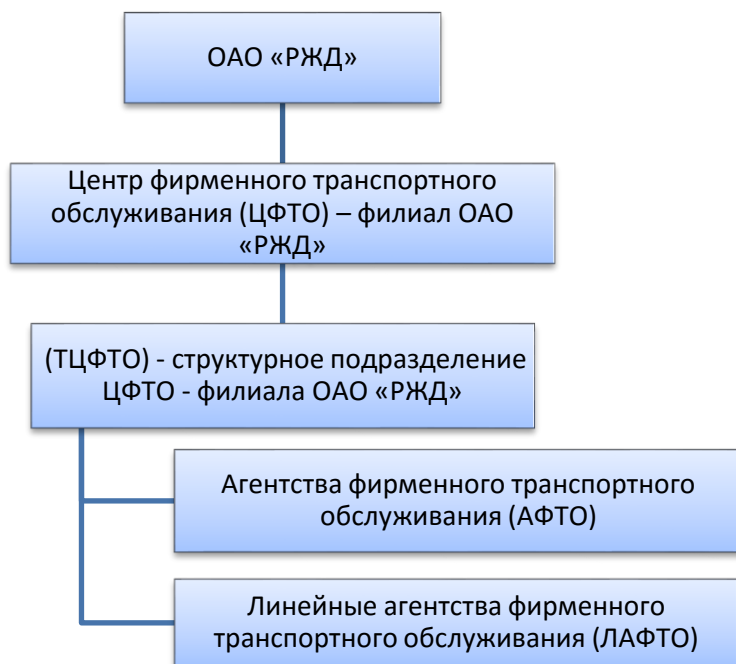 ОАО «РЖД»
Центр фирменного транспортного
обслуживания (ЦФТО) – филиал ОАО
«РЖД»
(ТЦФТО) - структурное подразделение
ЦФТО - филиала ОАО «РЖД»
Агентства фирменного транспортного
обслуживания (АФТО)
Линейные агентства фирменного
транспортного обслуживания (ЛАФТО)